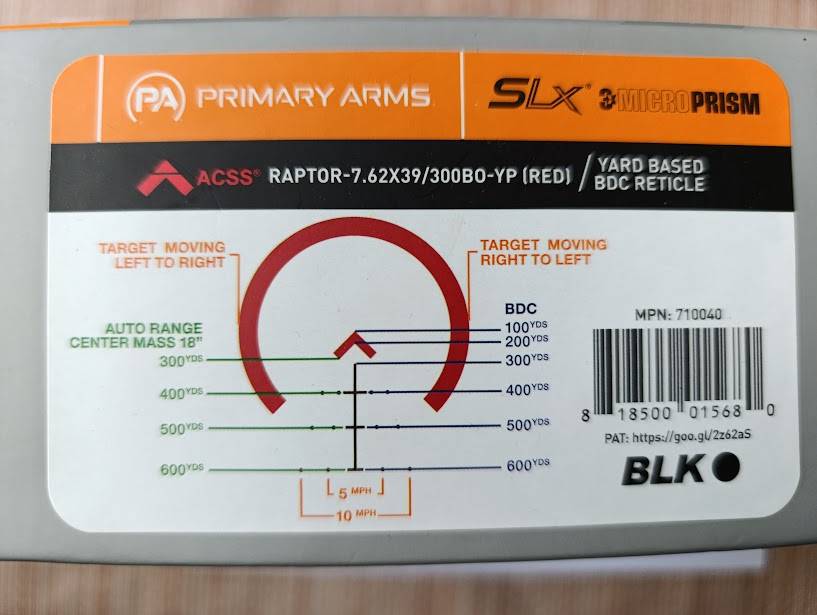 PA PRIMARY ARMS SLx® 3x MICROPRISM
ACSS® RAPTOR-7.62X39/300BO-YP (RED) / YARD BASED
BDC RETICLE
TARGET MOVING
LEFT TO RIGHT
TARGET MOVING
RIGHT TO LEFT
AUTO RANGE
CENTER MASS 18"
300YDS
400YDS
500YDS
600YDS
BDC
100YDS
200YDS
300YDS
400YDS
500YDS
600YDS
5 MPH
10 MPH
MPN: 710040
8 18500 01568 0
PAT: https://goo.gl/2z62aS
BLK